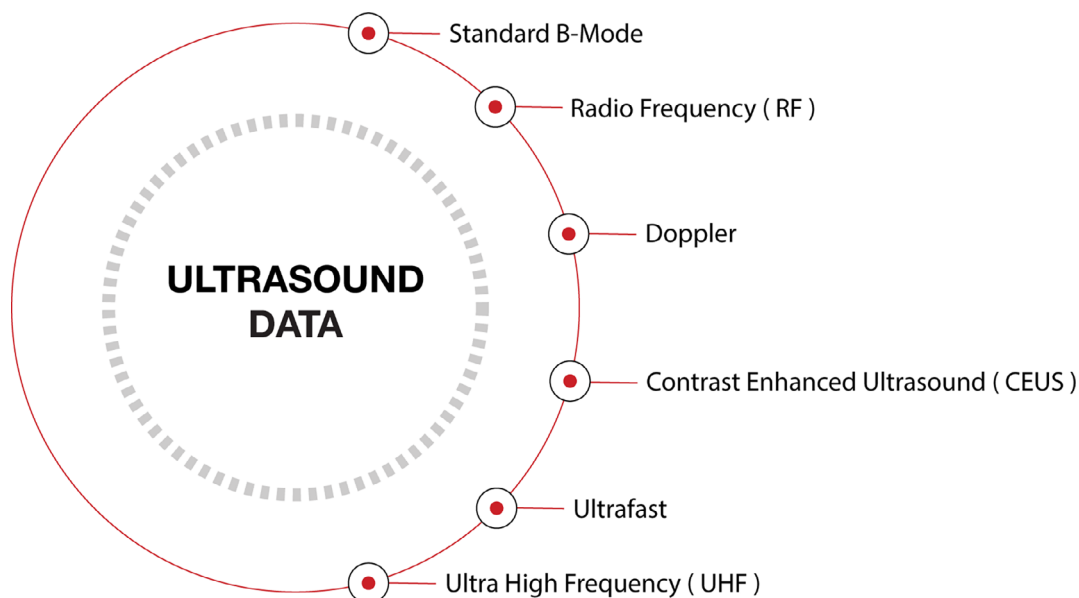 Standard B-Mode
Radio Frequency ( RF )
Doppler
ULTRASOUND
DATA
Contrast Enhanced Ultrasound ( CEUS )
Ultrafast
Ultra High Frequency ( UHF )